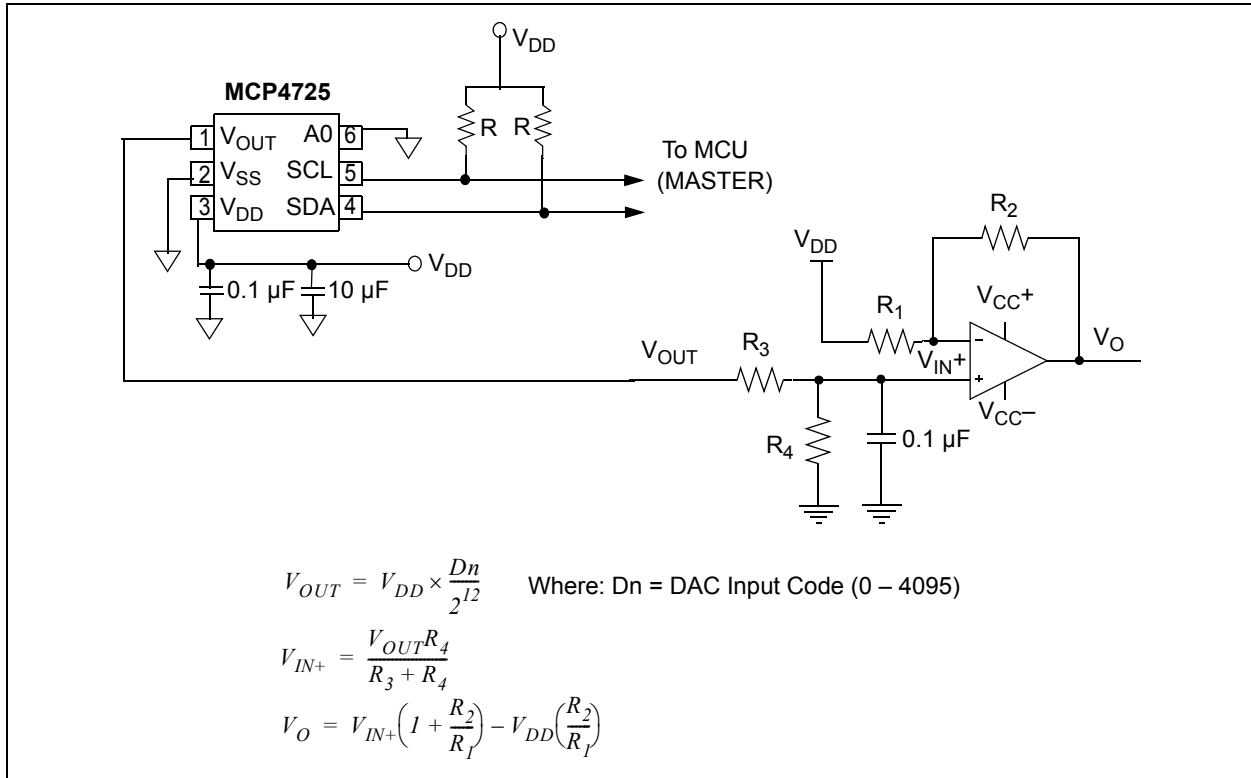 V_DD
MCP4725
1 V_OUT A0 6
2 V_SS SCL 5
3 V_DD SDA 4
R R
To MCU
(MASTER)
V_DD
0.1 µF 10 µF
V_DD
R_2
R_1
V_CC+
V_O
V_OUT
R_3
V_IN+
-
+
V_CC–
R_4
0.1 µF
V_OUT = V_DD × Dn / 2^12 Where: Dn = DAC Input Code (0 – 4095)
V_IN+ = V_OUT R_4 / R_3 + R_4
V_O = V_IN+ (1 + R_2 / R_1) – V_DD (R_2 / R_1)